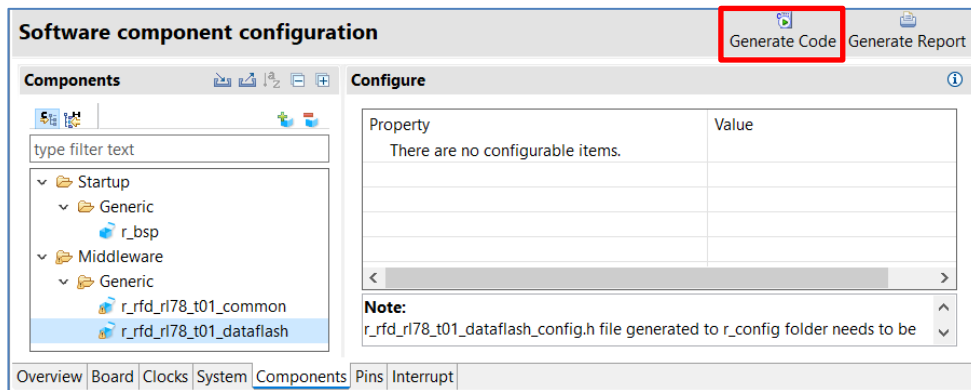 Software component configuration
Generate Code
Generate Report
Components
Configure
type filter text
Startup
Generic
r_bsp
Middleware
Generic
r_rfd_rl78_t01_common
r_rfd_rl78_t01_dataflash
Property Value
There are no configurable items.
Note:
r_rfd_rl78_t01_dataflash_config.h file generated to r_config folder needs to be
Overview Board Clocks System Components Pins Interrupt